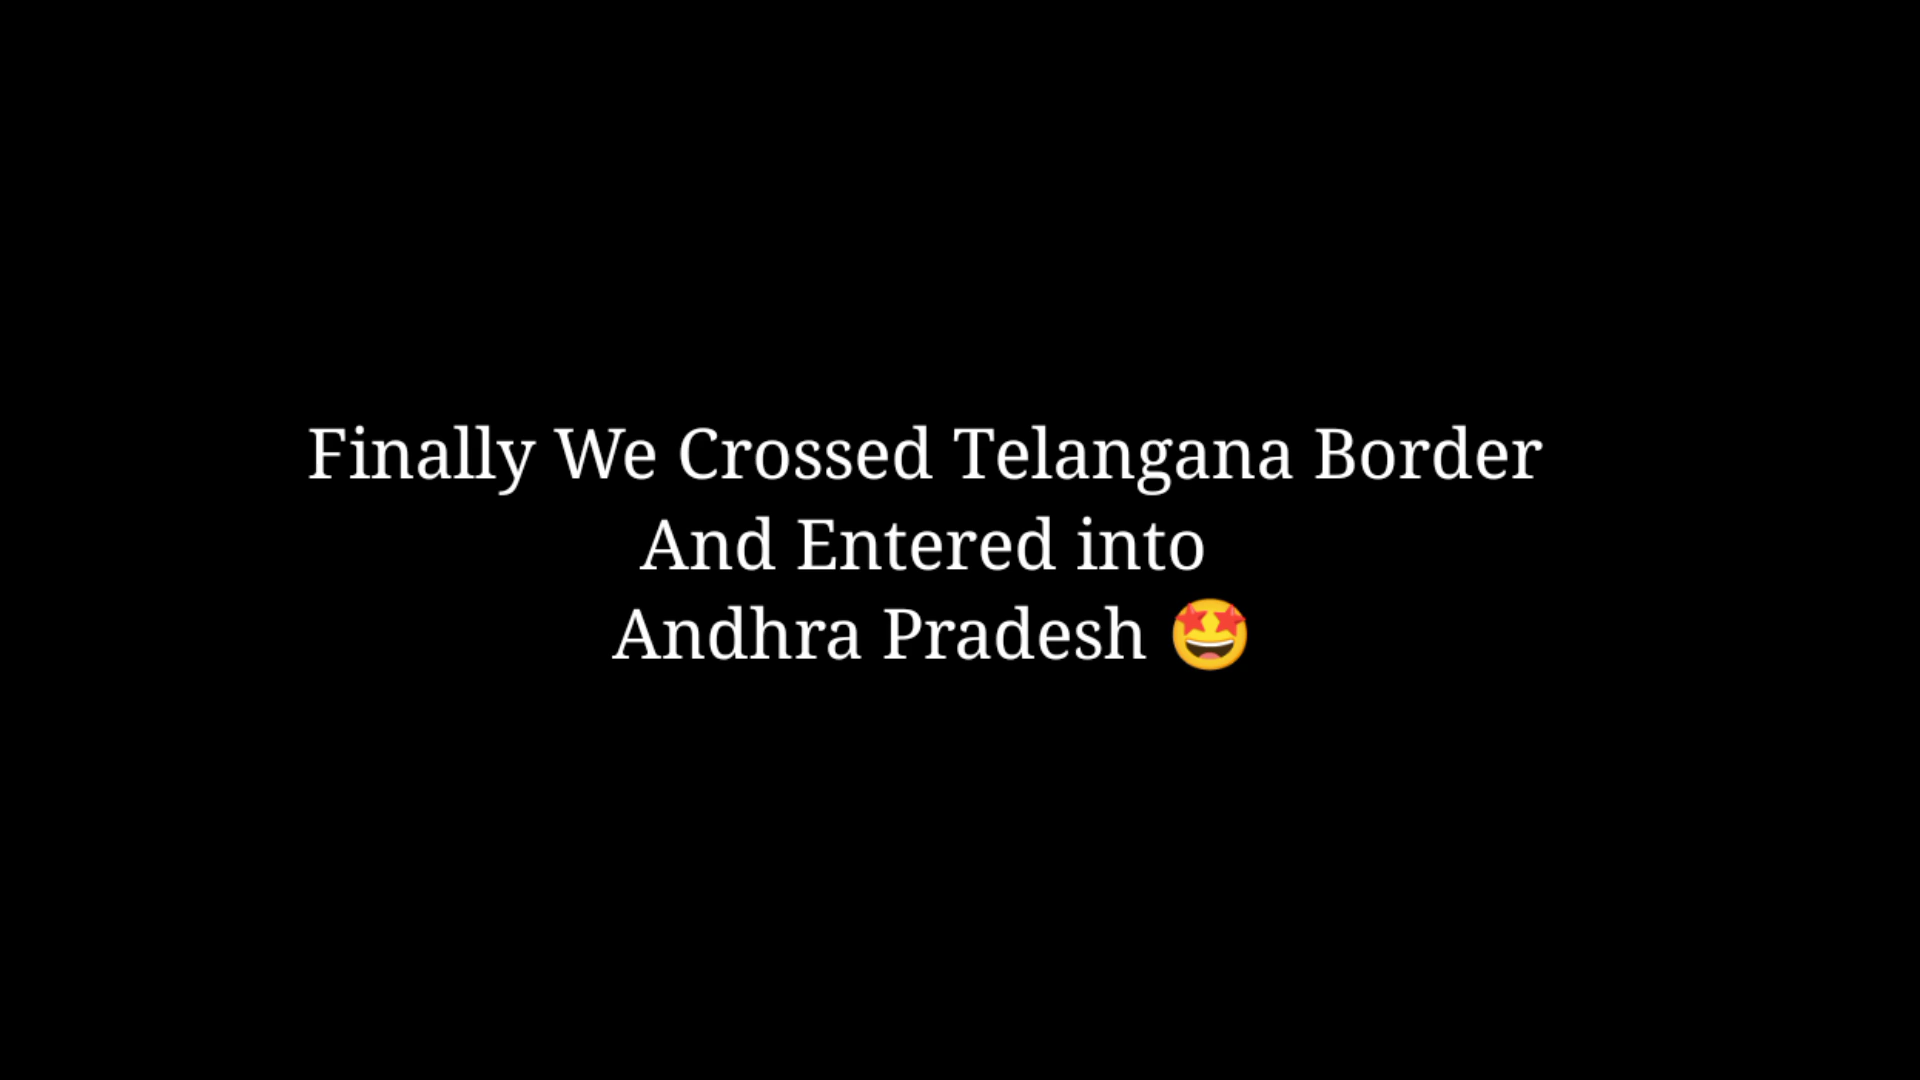 Finally We Crossed Telangana Border
And Entered into
Andhra Pradesh 🤩